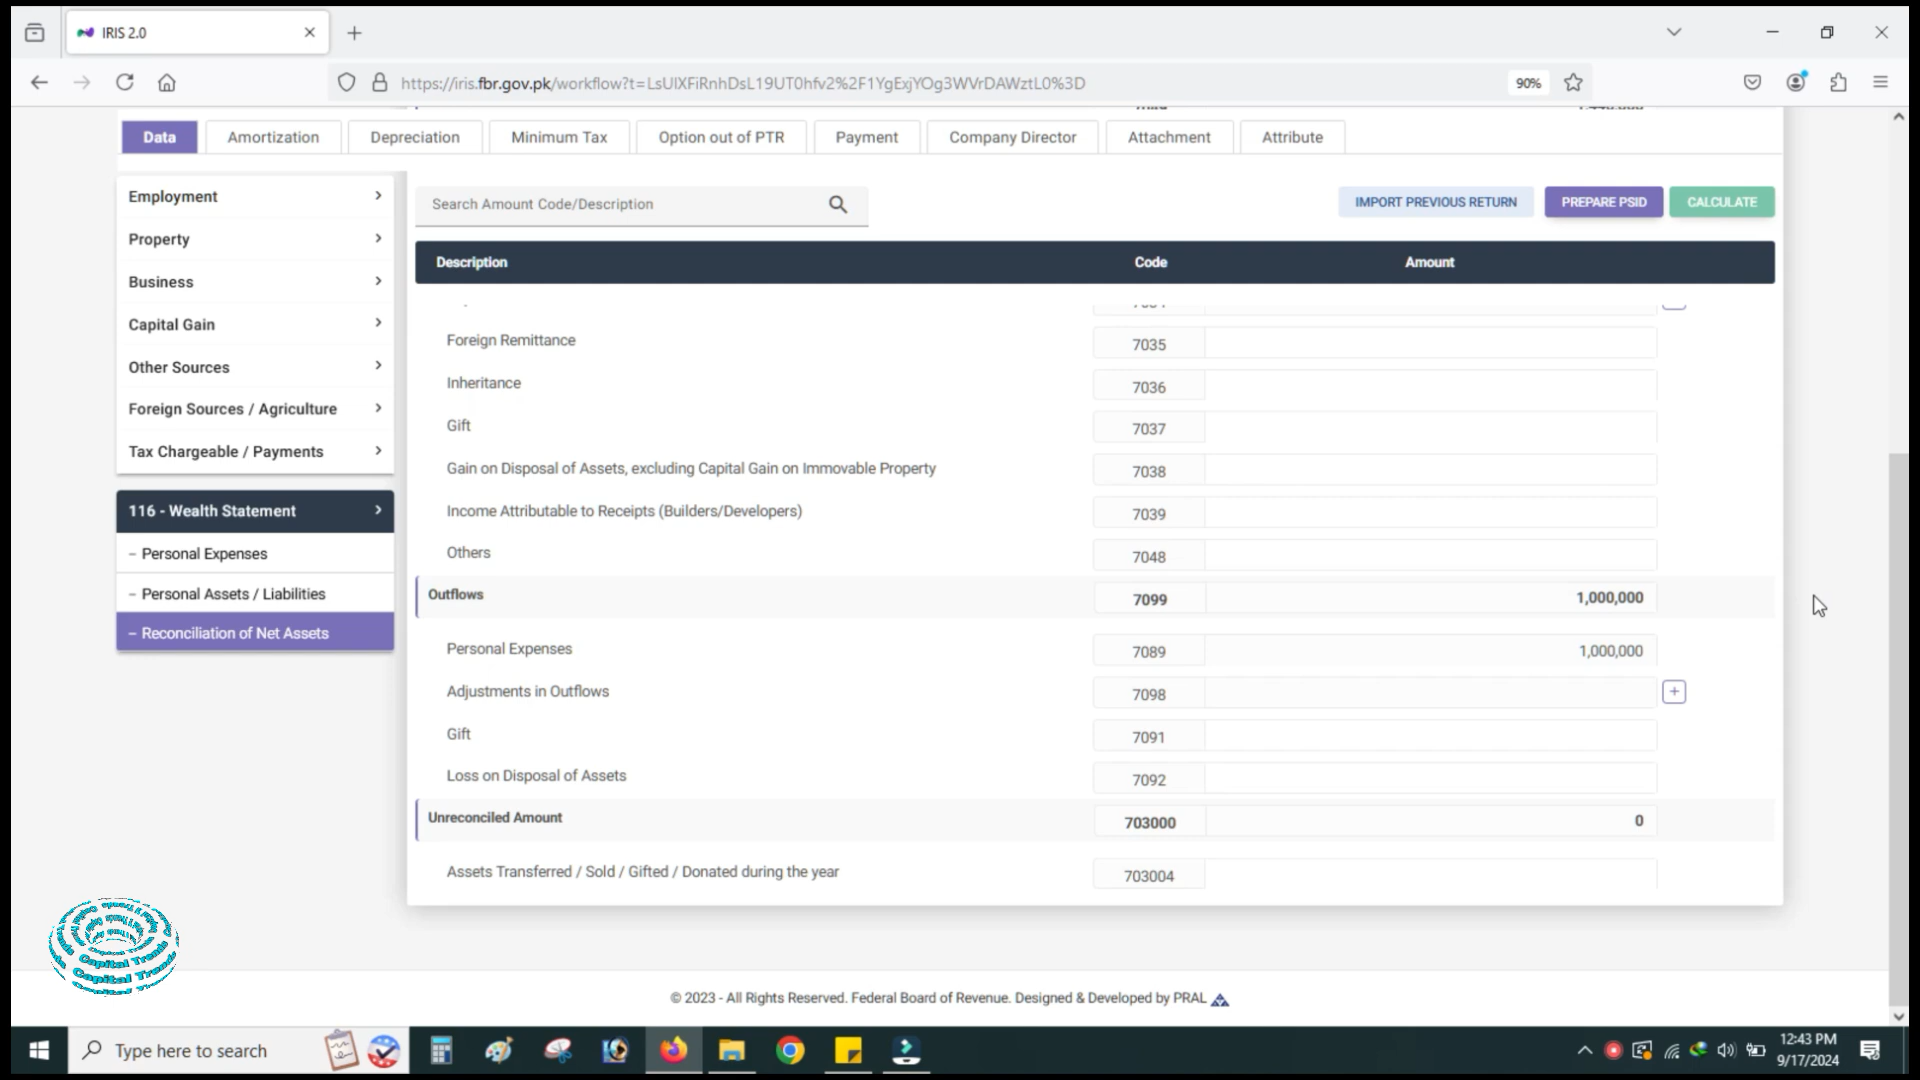 IRIS 2.0
https://iris.fbr.gov.pk/workflow?t=LsUlXFiRnhDsL19UT0hfv2%2F1YgExjYOg3WVrDAWztL0%3D
90%
Data
Amortization
Depreciation
Minimum Tax
Option out of PTR
Payment
Company Director
Attachment
Attribute
Employment
Property
Business
Capital Gain
Other Sources
Foreign Sources / Agriculture
Tax Chargeable / Payments
116 - Wealth Statement
– Personal Expenses
– Personal Assets / Liabilities
– Reconciliation of Net Assets
Search Amount Code/Description
IMPORT PREVIOUS RETURN
PREPARE PSID
CALCULATE
Description Code Amount
Foreign Remittance 7035
Inheritance 7036
Gift 7037
Gain on Disposal of Assets, excluding Capital Gain on Immovable Property 7038
Income Attributable to Receipts (Builders/Developers) 7039
Others 7048
Outflows 7099 1,000,000
Personal Expenses 7089 1,000,000
Adjustments in Outflows 7098 +
Gift 7091
Loss on Disposal of Assets 7092
Unreconciled Amount 703000 0
Assets Transferred / Sold / Gifted / Donated during the year 703004
Capital Trends
Capital Trends
© 2023 - All Rights Reserved. Federal Board of Revenue. Designed & Developed by PRAL
Type here to search
12:43 PM
9/17/2024